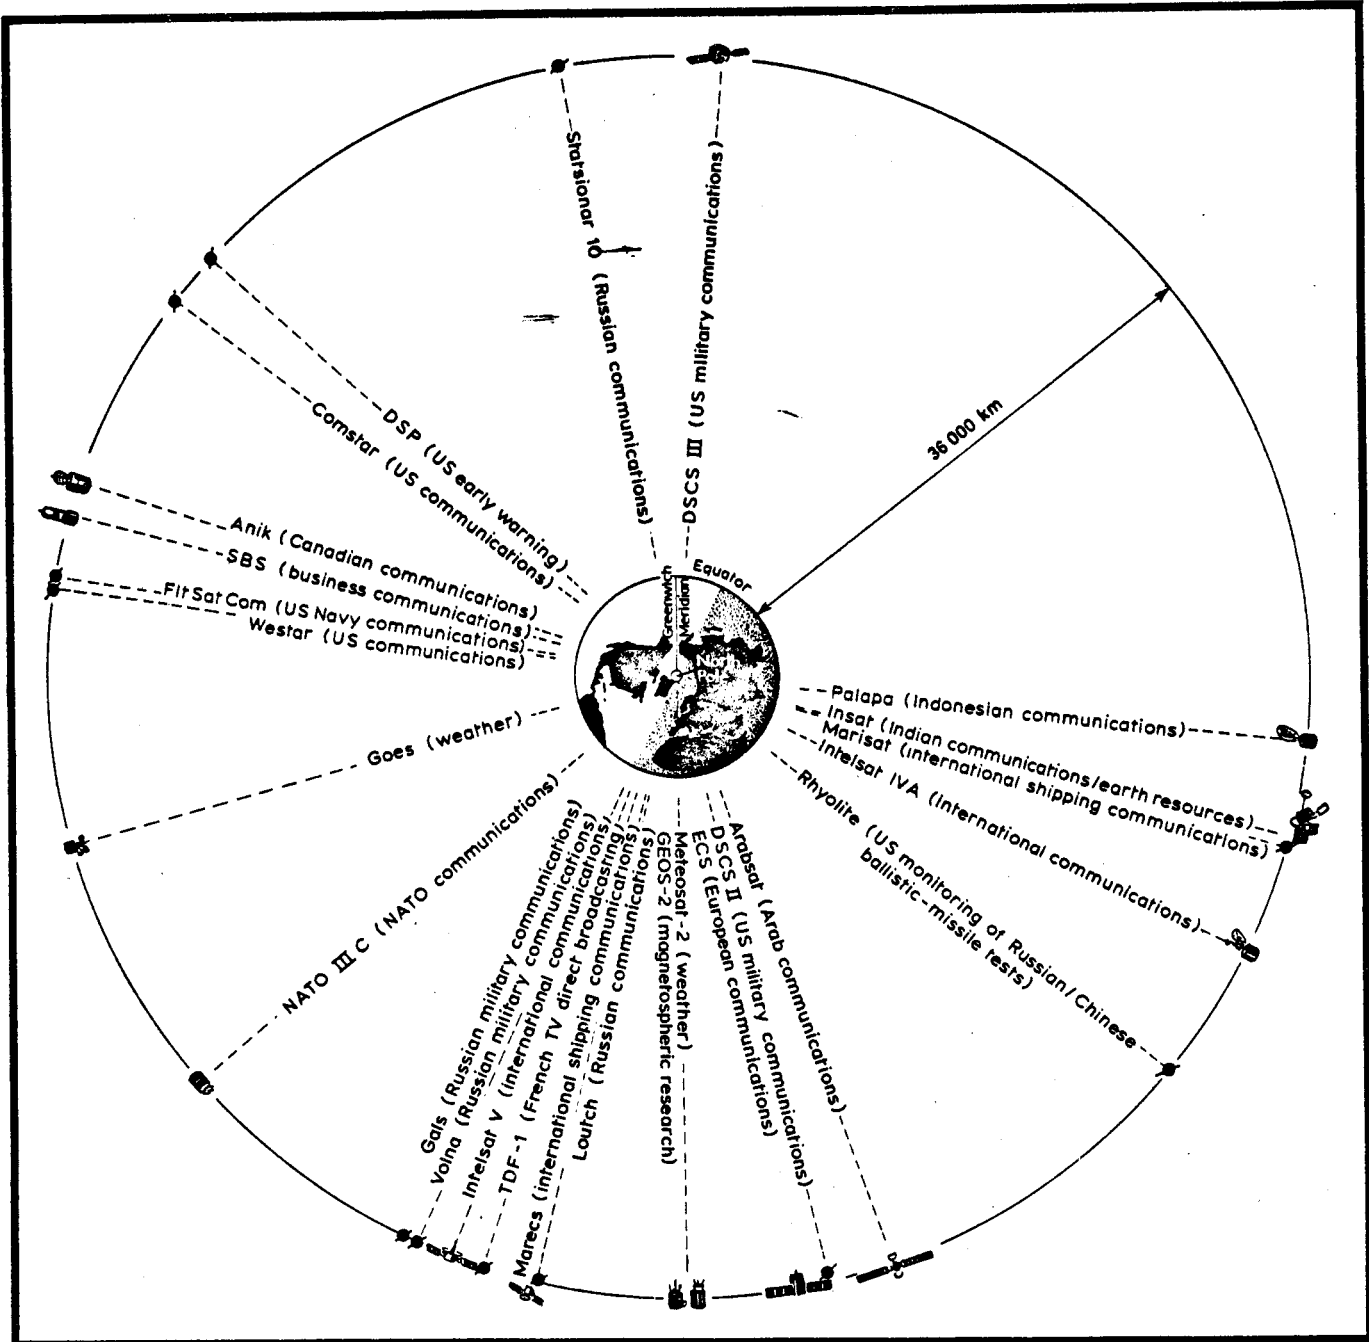 Statsionar 10 (Russian communications)
DSCS III (US military communications)
36 000 km
DSP (US early warning)
Comstar (US communications)
Anik (Canadian communications)
SBS (business communications)
FltSatCom (US Navy communications)
Westar (US communications)
Goes (weather)
NATO III C (NATO communications)
Equator
Greenwich
Meridian
Palapa (Indonesian communications)
Insat (Indian communications/earth resources)
Marisat (International shipping communications)
Intelsat IVA (International communications)
Rhyolite (US monitoring of Russian/Chinese
ballistic-missile tests)
Gals (Russian military communications)
Volna (Russian military communications)
Intelsat V (international communications)
TDF-1 (French TV direct broadcasting)
Marecs (international shipping communications)
Loutch (Russian communications)
GEOS-2 (magnetospheric research)
Meteosat-2 (weather)
ECS (European communications)
DSCS II (US military communications)
Arabsat (Arab communications)